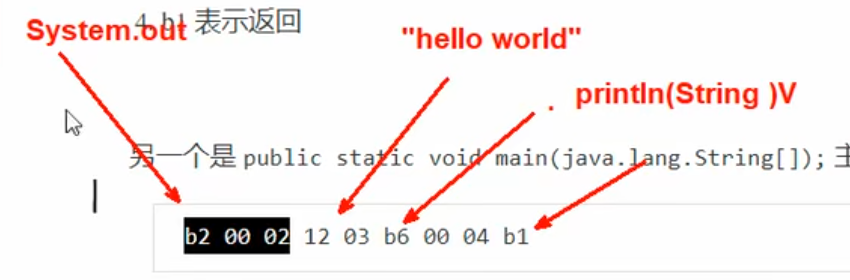 4. b1 表示返回
System.out
"hello world"
. println(String )V
另一个是 public static void main(java.lang.String[]); 主
b2 00 02 12 03 b6 00 04 b1